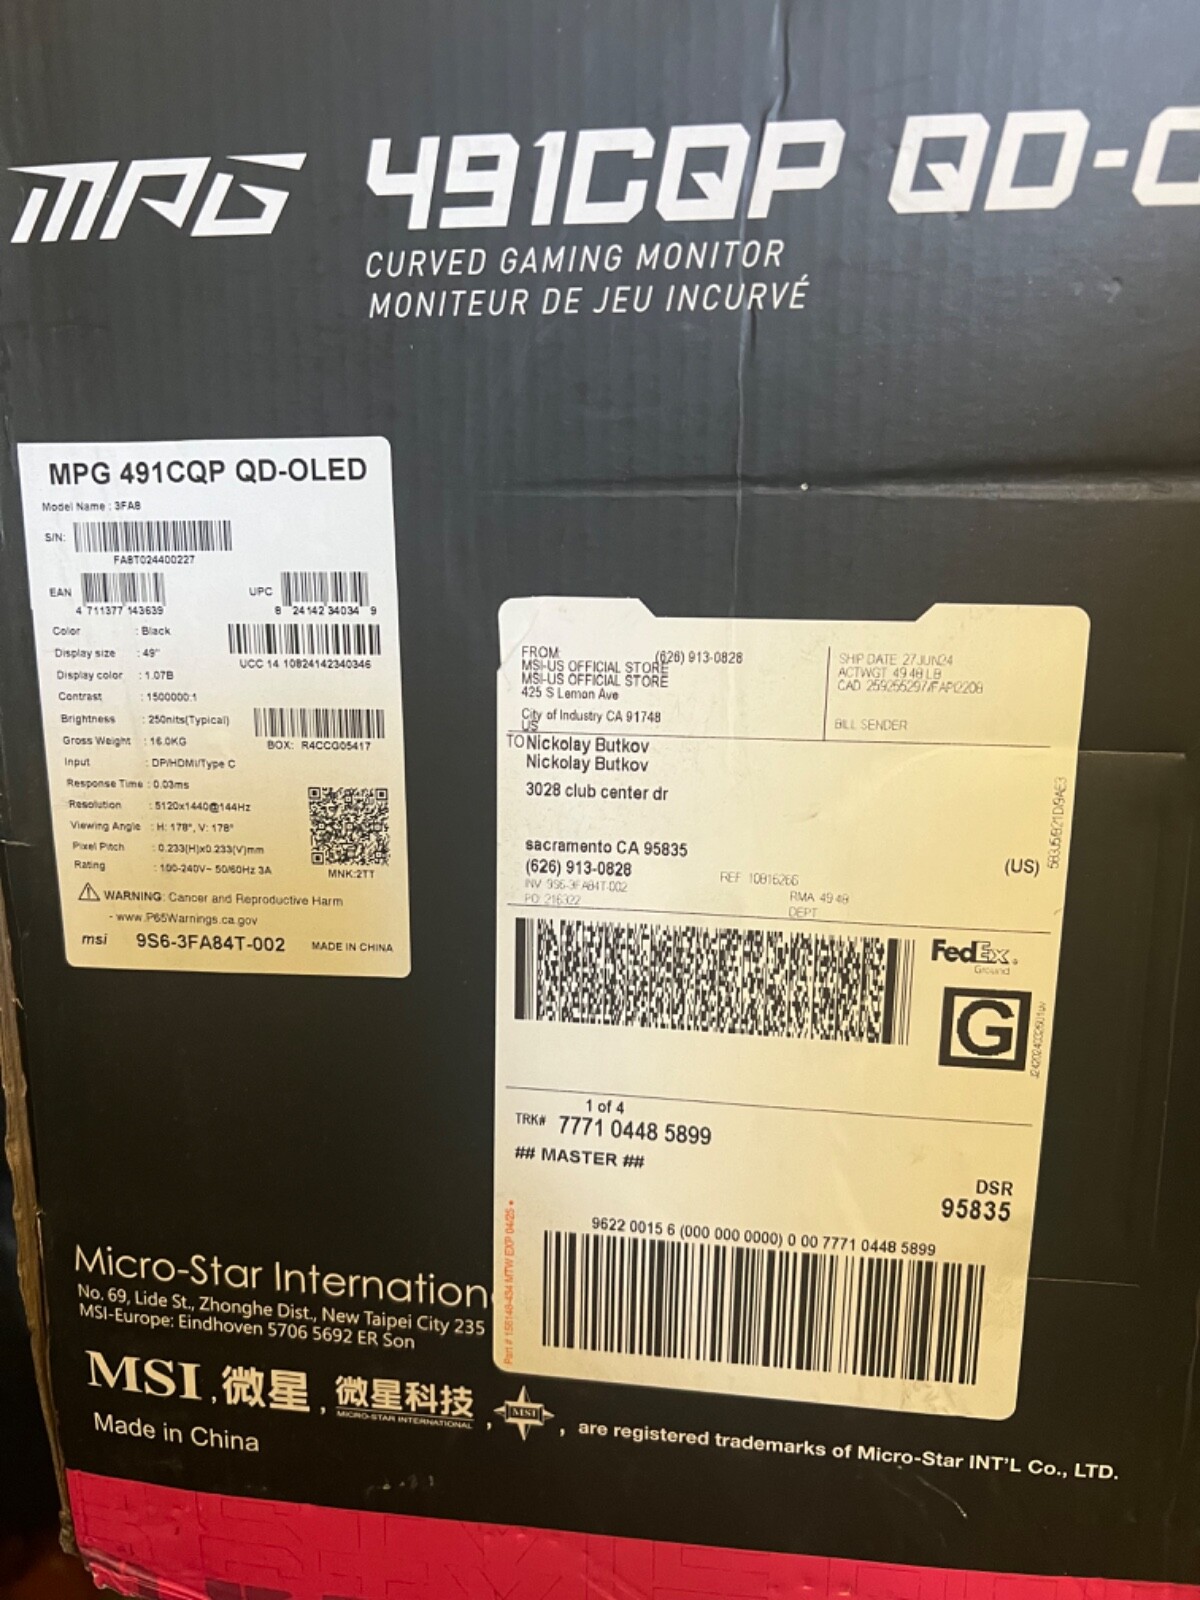 MPG 491CQP QD-O
CURVED GAMING MONITOR
MONITEUR DE JEU INCURVÉ
MPG 491CQP QD-OLED
Model Name : 3FA8
S/N:
FA8T024400227
EAN
4 711377 143639
UPC
8 24142 34034 9
Color : Black
UCC 14 10824142340346
Display size : 49"
Display color : 1.07B
Contrast : 1500000:1
Brightness : 250nits(Typical)
BOX: R4CCG05417
Gross Weight : 16.0KG
Input : DP/HDMI/Type C
Response Time : 0.03ms
Resolution : 5120x1440@144Hz
Viewing Angle : H: 178°, V: 178°
Pixel Pitch : 0.233(H)x0.233(V)mm
Rating : 100-240V~ 50/60Hz 3A
MNK:2TT
WARNING: Cancer and Reproductive Harm
- www.P65Warnings.ca.gov
msi 9S6-3FA84T-002 MADE IN CHINA
FROM: (626) 913-0828
MSI-US OFFICIAL STORE
MSI-US OFFICIAL STORE
425 S Lemon Ave
City of Industry CA 91748
US
SHIP DATE 27JUN24
ACTWGT 49.48 LB
CAD 259255297/FAPI2208
BILL SENDER
TO Nickolay Butkov
Nickolay Butkov
3028 club center dr
sacramento CA 95835
(US)
(626) 913-0828
REF 10816266
INV 9S6-3FA84T-002
RMA 49.48
PO 216322
DEPT
FedEx
Ground
G
1 of 4
TRK# 7771 0448 5899
## MASTER ##
DSR
95835
9622 0015 6 (000 000 0000) 0 00 7771 0448 5899
Part # 156148-434 MTW EXP 04/25
Micro-Star Internation
No. 69, Lide St., Zhonghe Dist., New Taipei City 235
MSI-Europe: Eindhoven 5706 5692 ER Son
MSI, 微星, 微星科技, MSI, are registered trademarks of Micro-Star INT'L Co., LTD.
MICRO-STAR INTERNATIONAL
Made in China